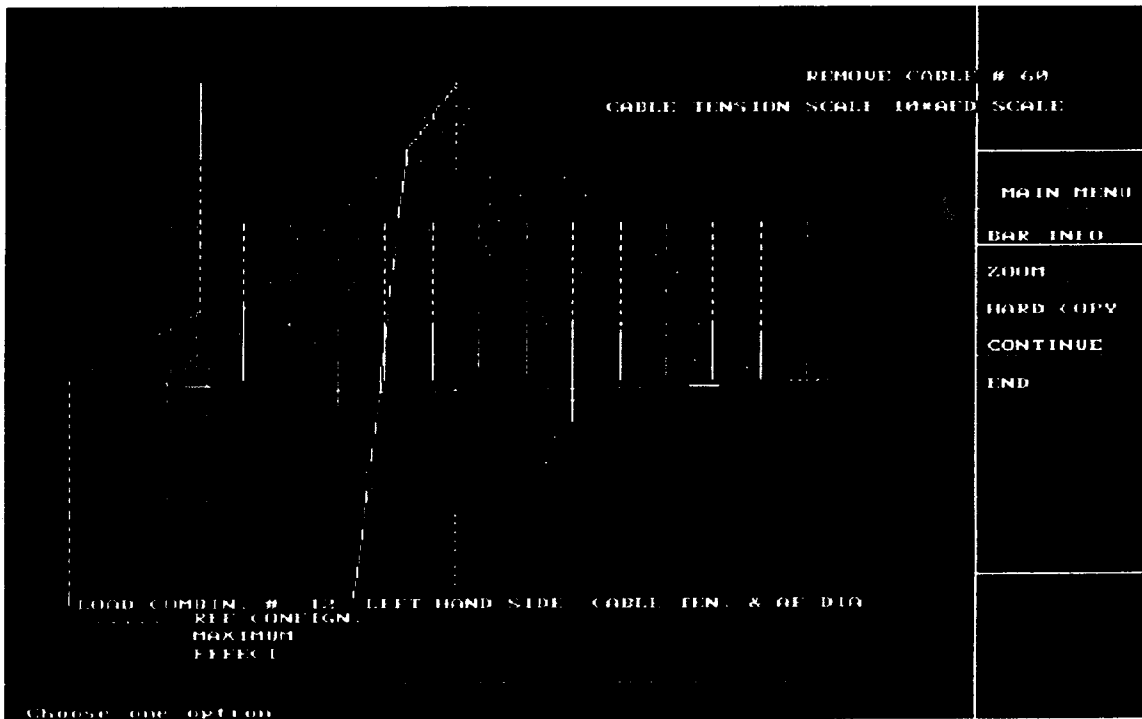 REMOVE CABLE # 60
CABLE TENSION SCALE 10*AFD SCALE
MAIN MENU
BAR INFO
ZOOM
HARD COPY
CONTINUE
END
LOAD COMBIN. # 12 LEFT HAND SIDE CABLE TEN. & AF DIA
REF CONFIGN.
MAXIMUM
EFFECT
Choose one option